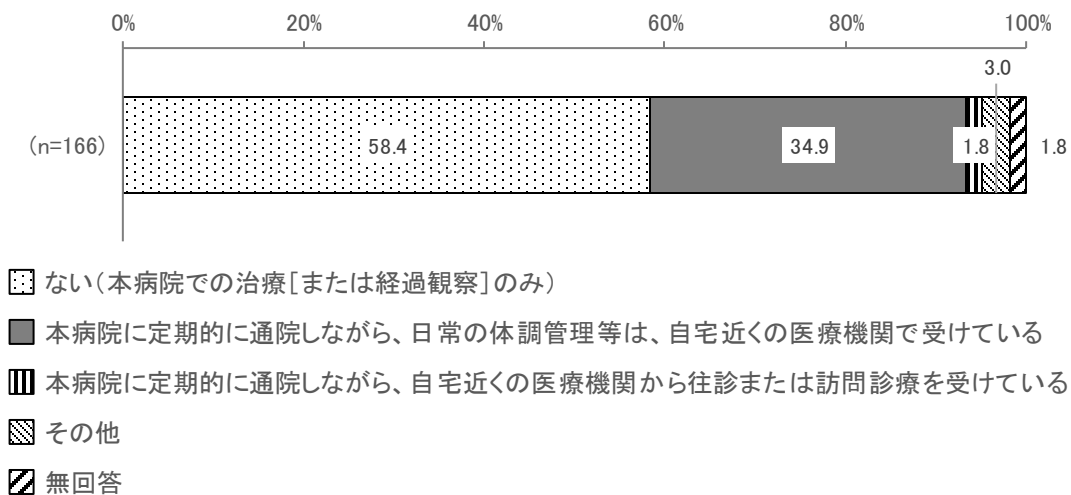 0% 20% 40% 60% 80% 100%
3.0
(n=166) 58.4 34.9 1.8 1.8
ない(本病院での治療[または経過観察]のみ)
本病院に定期的に通院しながら、日常の体調管理等は、自宅近くの医療機関で受けている
本病院に定期的に通院しながら、自宅近くの医療機関から往診または訪問診療を受けている
その他
無回答